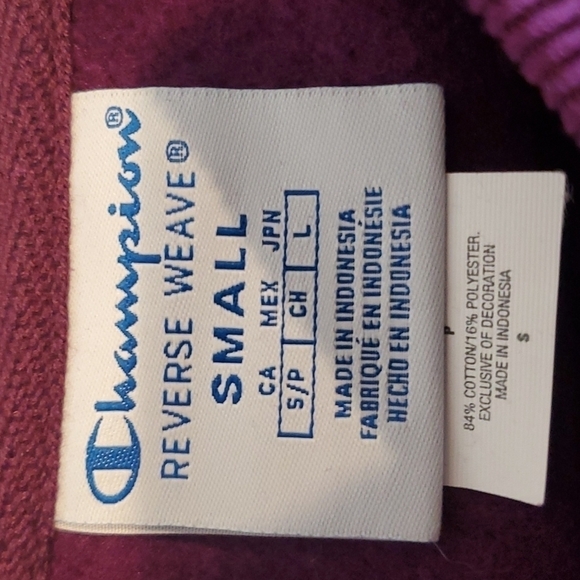 Champion®
REVERSE WEAVE®
SMALL
CA MEX JPN
S/P CH L
MADE IN INDONESIA
FABRIQUÉ EN INDONÉSIE
HECHO EN INDONESIA
P
84% COTTON/16% POLYESTER.
EXCLUSIVE OF DECORATION
MADE IN INDONESIA
S